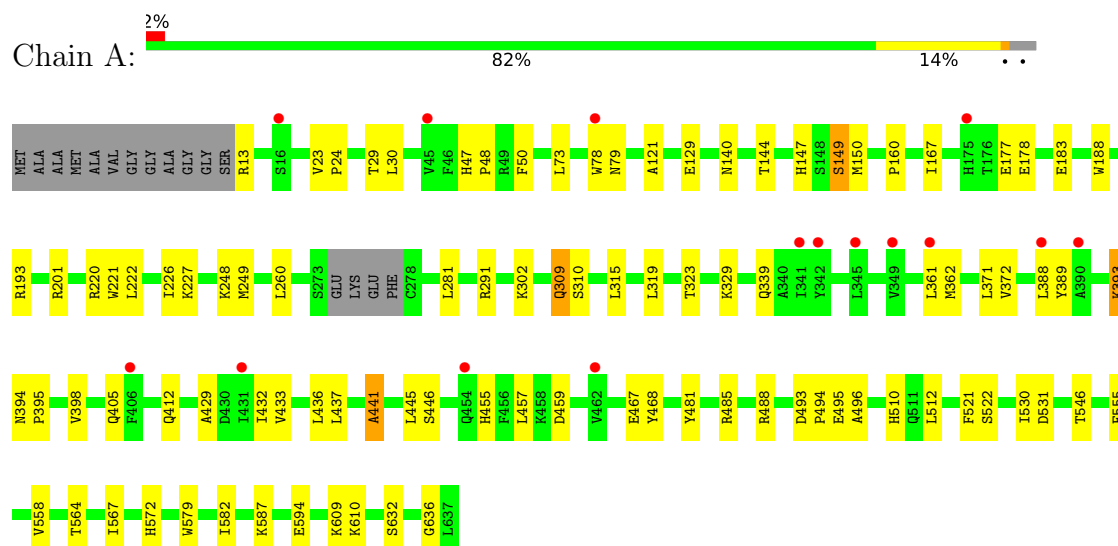 2%
Chain A:
82% 14% • •
MET ALA ALA MET ALA VAL GLY GLY ALA GLY GLY SER R13 S16 V23 P24 T29 L30 V45 F46 H47 P48 R49 F50 L73 W78 N79 A121 E129 N140 T144 H147 S148 S149 M150 P160 I167 H175 T176 E177 E178 E183 W188
R193 R201 R220 W221 L222 I226 K227 K248 M249 L260 S273 GLU LYS GLU PHE C278 L281 R291 K302 Q309 S310 L315 L319 T323 K329 Q339 A340 I341 Y342 L345 V349 L361 M362 L371 V372 L388 Y389 A390 K393
N394 P395 V398 Q405 F406 Q412 A429 D430 I431 I432 V433 L436 L437 A441 L445 S446 Q454 H455 F456 L457 K458 D459 V462 E467 Y468 Y481 R485 R488 D493 P494 E495 A496 H510 Q511 L512 F521 S522 I530 D531 T546 E555
V558 T564 I567 H572 W579 I582 K587 E594 K609 K610 S632 G636 L637